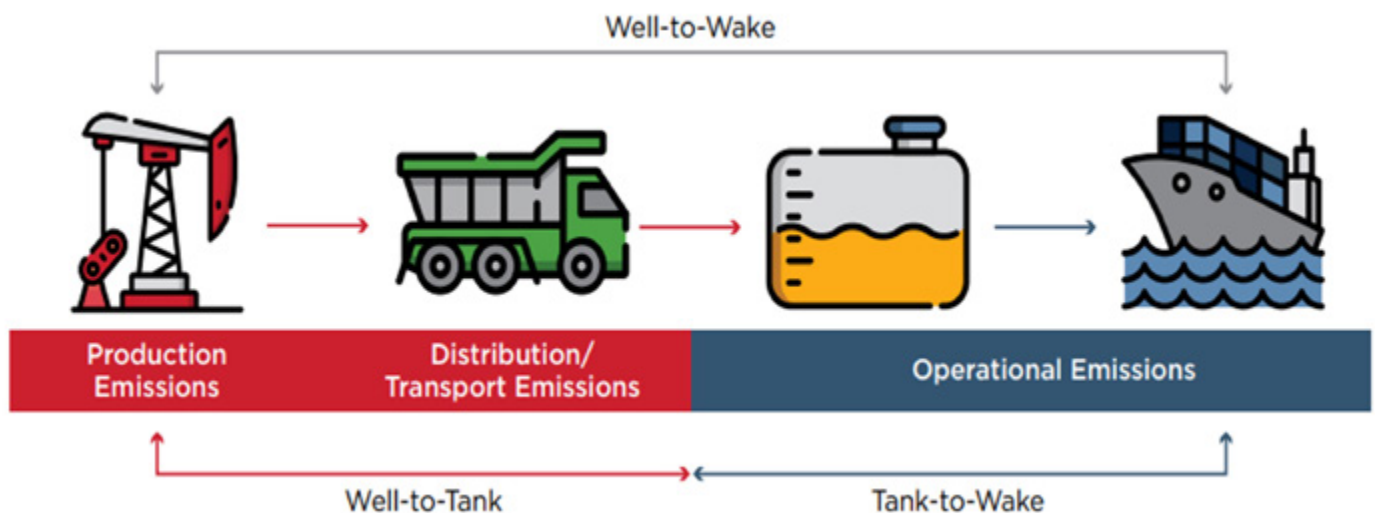 Well-to-Wake
Production
Emissions
Distribution/
Transport Emissions
Operational Emissions
Well-to-Tank
Tank-to-Wake